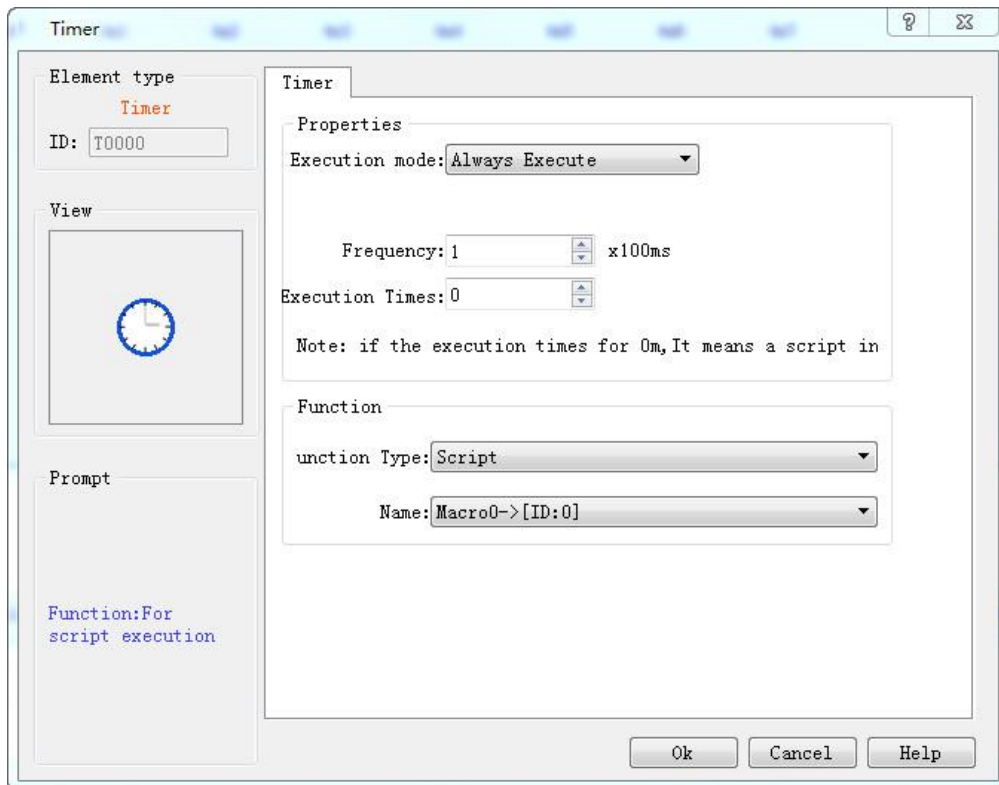 Timer
Element type
Timer
ID: T0000
View
Prompt
Function:For
script execution
Timer
Properties
Execution mode: Always Execute
Frequency: 1 x100ms
Execution Times: 0
Note: if the execution times for 0m,It means a script in
Function
unction Type: Script
Name: Macro0->[ID:0]
Ok Cancel Help